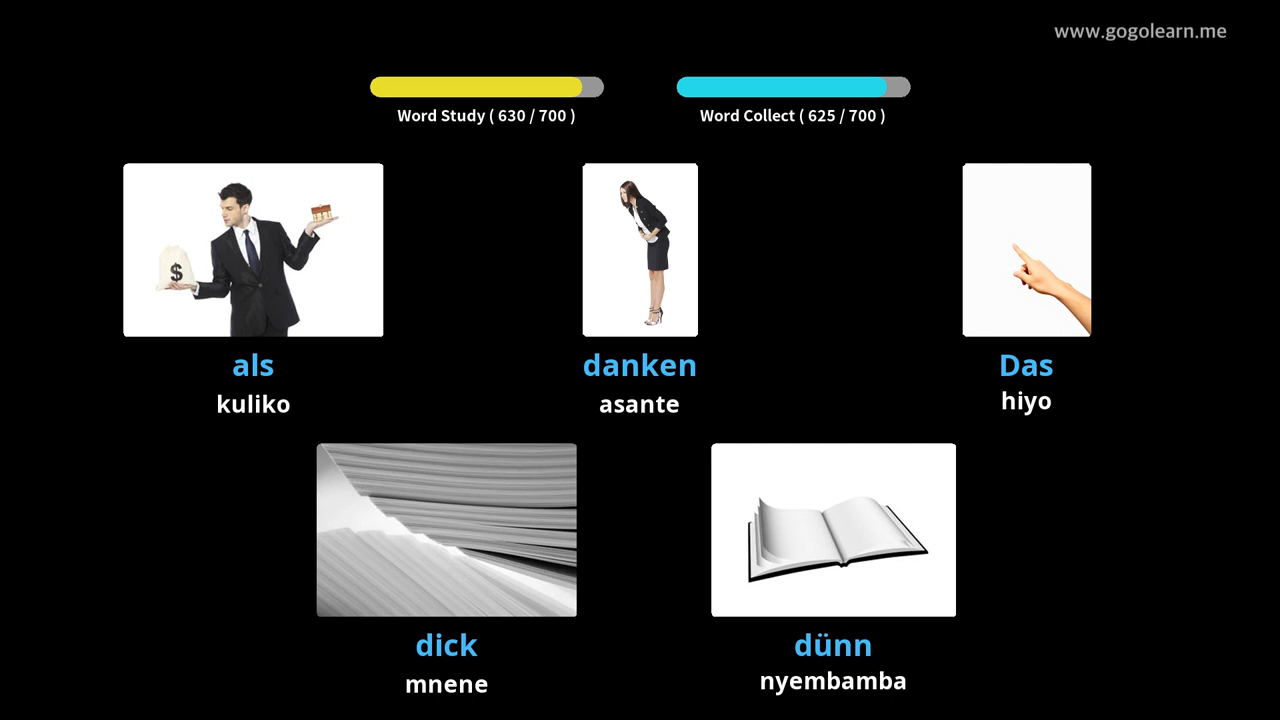 www.gogolearn.me
Word Study ( 630 / 700 )
Word Collect ( 625 / 700 )
$
als
kuliko
danken
asante
Das
hiyo
dick
mnene
dünn
nyembamba